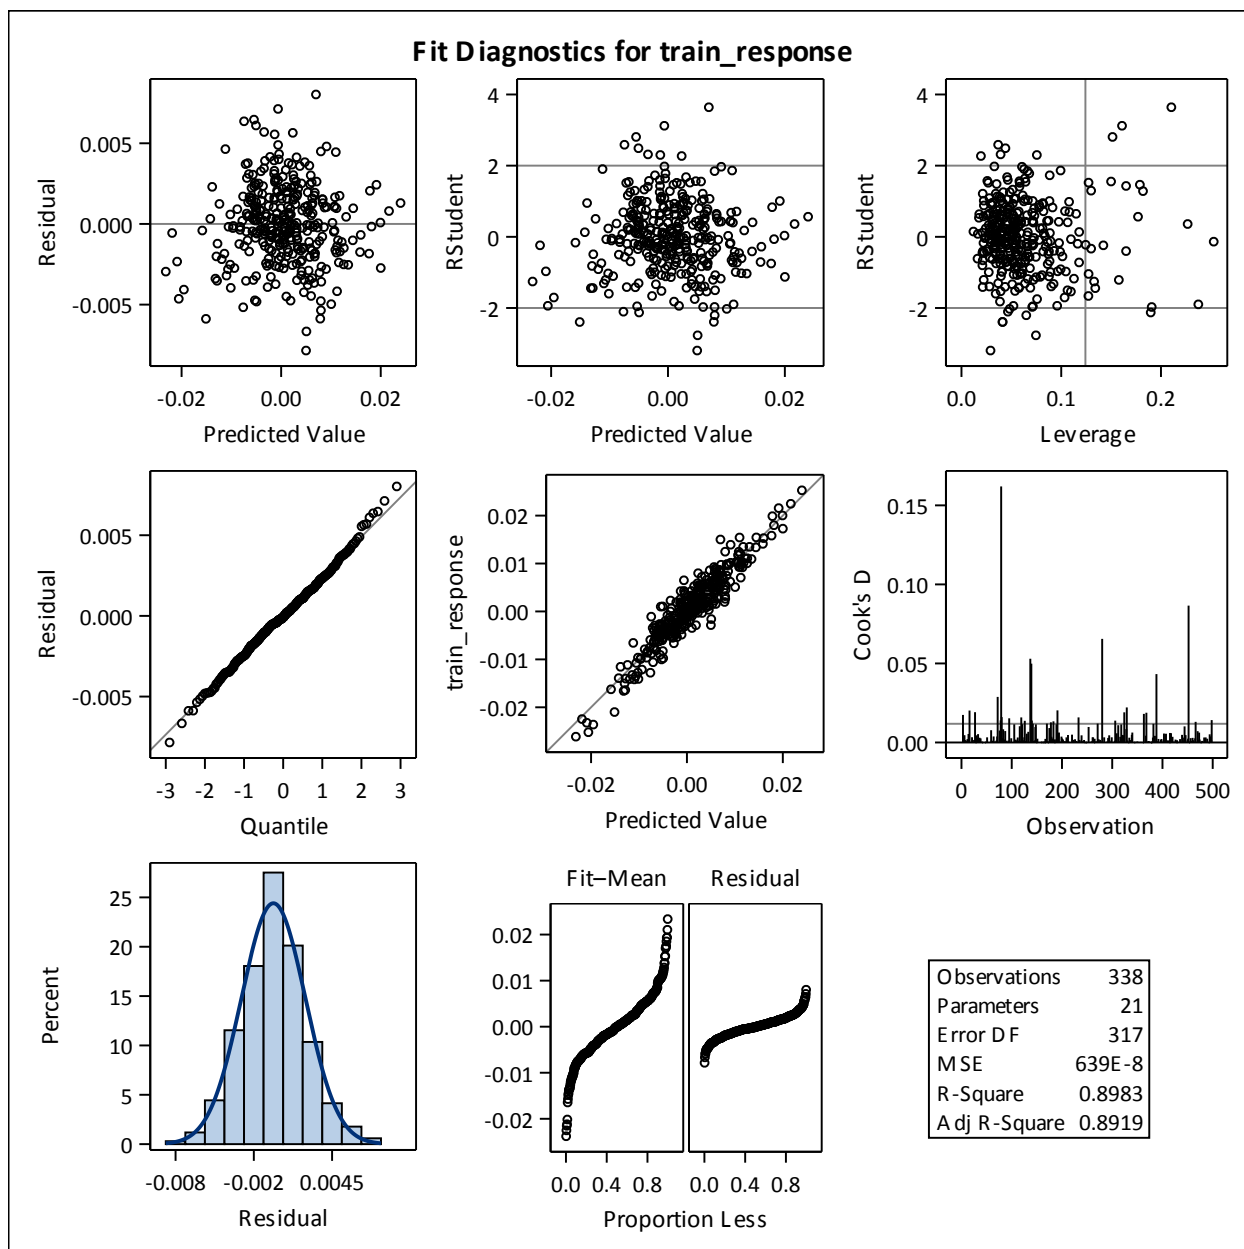 Fit Diagnostics for train_response
Residual
0.005
0.000
-0.005
-0.02 0.00 0.02
Predicted Value
RStudent
4
2
0
-2
-0.02 0.00 0.02
Predicted Value
RStudent
4
2
0
-2
0.0 0.1 0.2
Leverage
Residual
0.005
0.000
-0.005
-3 -2 -1 0 1 2 3
Quantile
train_response
0.02
0.01
0.00
-0.01
-0.02
-0.02 0.00 0.02
Predicted Value
Cook's D
0.15
0.10
0.05
0.00
0 100 200 300 400 500
Observation
Percent
25
20
15
10
5
0
-0.008 -0.002 0.0045
Residual
Fit–Mean Residual
0.02
0.01
0.00
-0.01
-0.02
0.0 0.4 0.8 0.0 0.4 0.8
Proportion Less
Observations 338
Parameters 21
Error DF 317
MSE 639E-8
R-Square 0.8983
Adj R-Square 0.8919